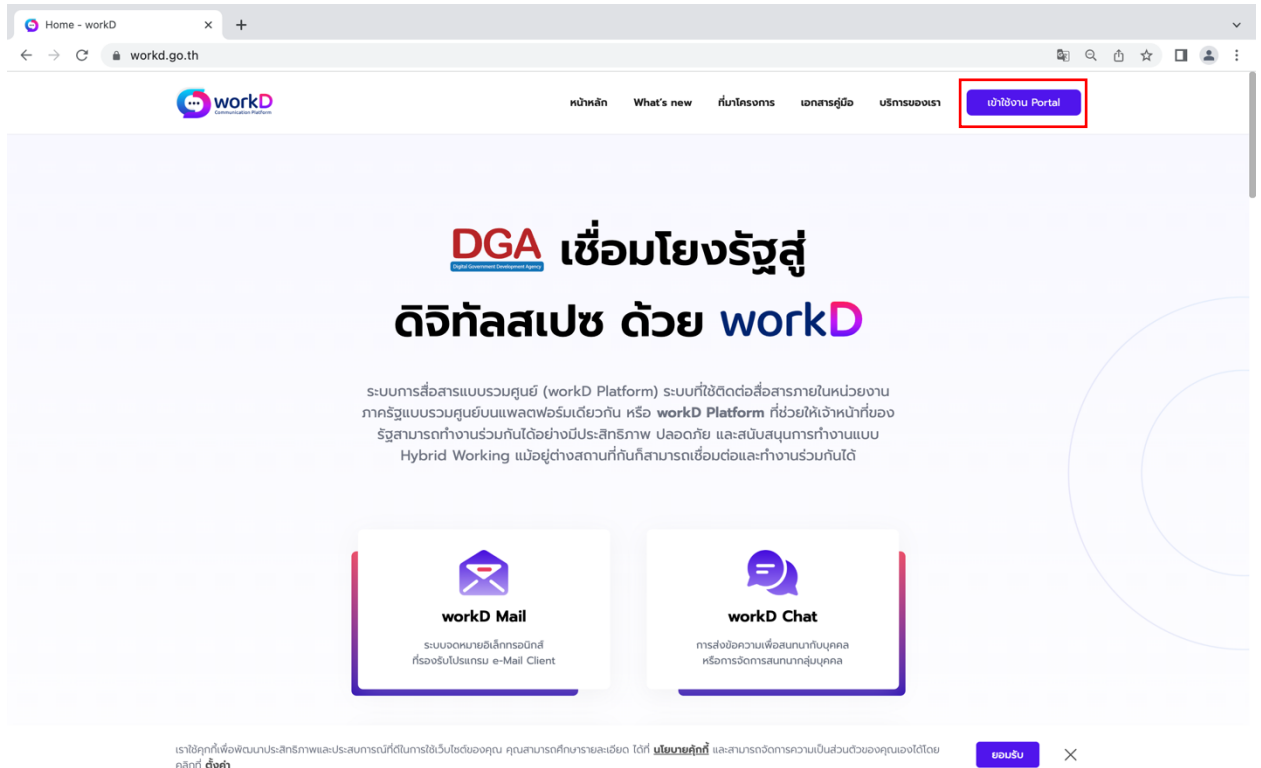 Home - workD
workd.go.th
workD
Communication Platform
หน้าหลัก What's new ที่มาโครงการ เอกสารคู่มือ บริการของเรา เข้าใช้งาน Portal
DGA เชื่อมโยงรัฐสู่
Digital Government Development Agency
ดิจิทัลสเปซ ด้วย workD
ระบบการสื่อสารแบบรวมศูนย์ (workD Platform) ระบบที่ใช้ติดต่อสื่อสารภายในหน่วยงาน
ภาครัฐแบบรวมศูนย์บนแพลตฟอร์มเดียวกัน หรือ workD Platform ที่ช่วยให้เจ้าหน้าที่ของ
รัฐสามารถทำงานร่วมกันได้อย่างมีประสิทธิภาพ ปลอดภัย และสนับสนุนการทำงานแบบ
Hybrid Working แม้อยู่ต่างสถานที่กันก็สามารถเชื่อมต่อและทำงานร่วมกันได้
workD Mail
ระบบจดหมายอิเล็กทรอนิกส์
ที่รองรับโปรแกรม e-Mail Client
workD Chat
การส่งข้อความเพื่อสนทนากับบุคคล
หรือการจัดการสนทนากลุ่มบุคคล
เราใช้คุกกี้เพื่อพัฒนาประสิทธิภาพและประสบการณ์ที่ดีในการใช้เว็บไซต์ของคุณ คุณสามารถศึกษารายละเอียด ได้ที่ นโยบายคุ้กกี้ และสามารถจัดการความเป็นส่วนตัวของคุณเองได้โดย
คลิกที่ ตั้งค่า
ยอมรับ